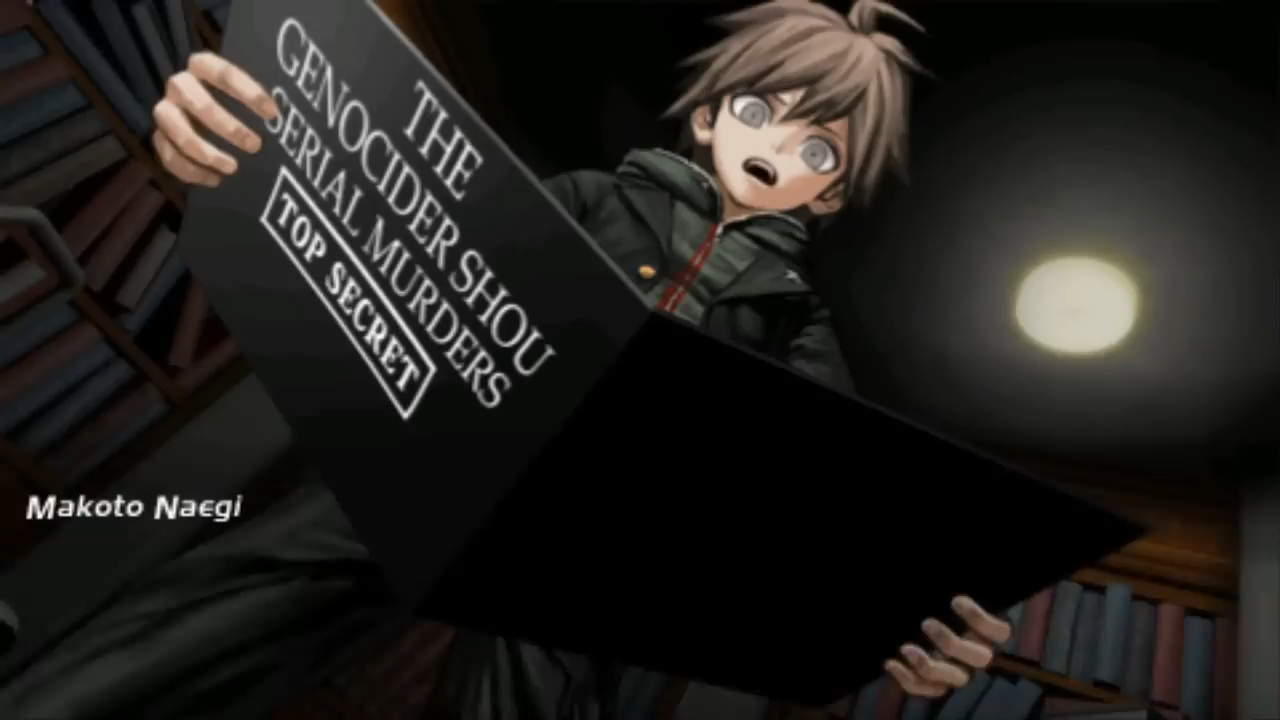 THE
GENOCIDER SHOU
SERIAL MURDERS
TOP SECRET
Makoto Naegi